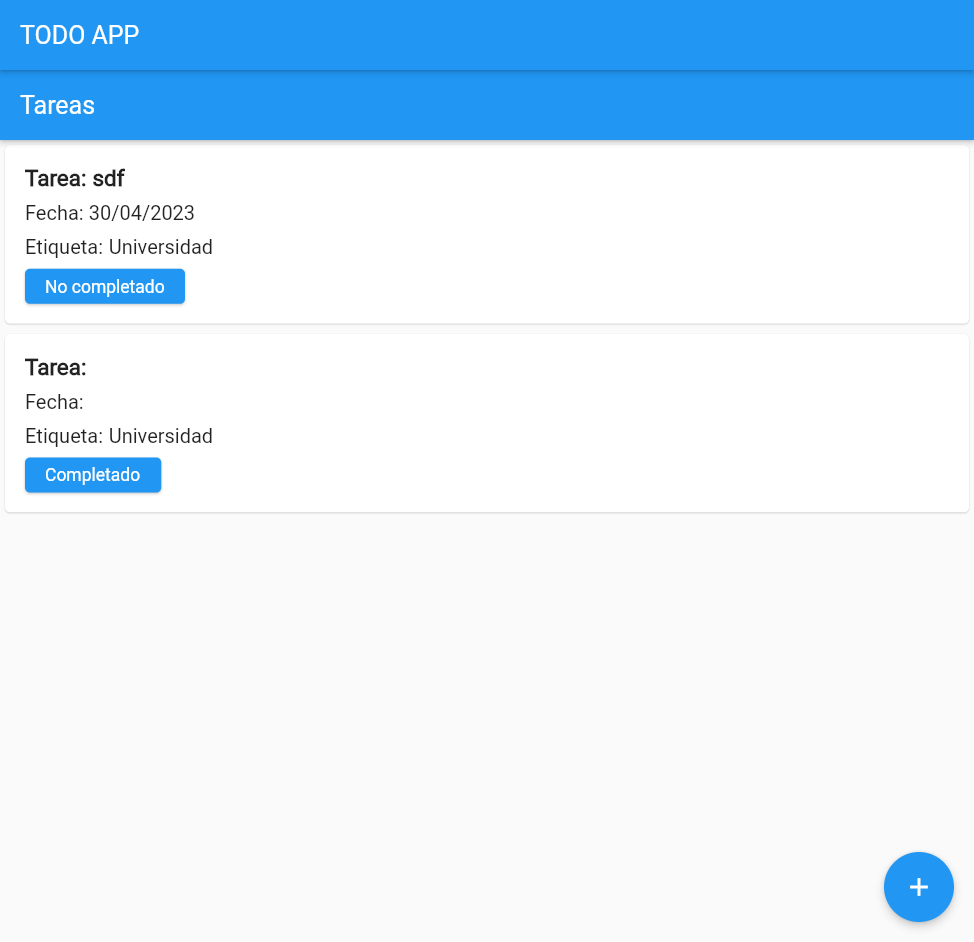 TODO APP
Tareas
Tarea: sdf
Fecha: 30/04/2023
Etiqueta: Universidad
No completado
Tarea:
Fecha:
Etiqueta: Universidad
Completado
+